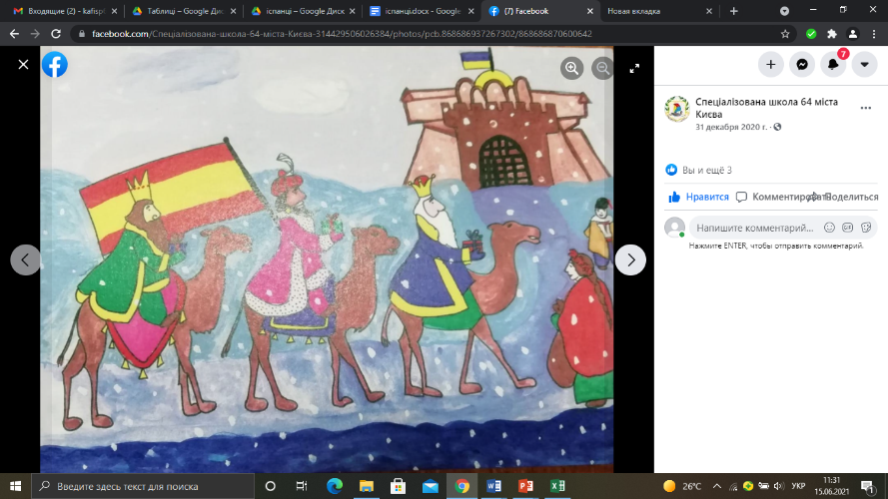 Входящие (2) - kafisp
Таблиці – Google Дис
іспанці – Google Диск
іспанці.docx - Google
(7) Facebook
Новая вкладка
facebook.com/Спеціалізована-школа-64-міста-Києва-314429506026384/photos/pcb.868686937267302/868686870600642
7
Спеціалізована школа 64 міста
Києва
31 декабря 2020 г.
Вы и ещё 3
Нравится
Комментировать
Поделиться
Напишите комментарий...
Нажмите ENTER, чтобы отправить комментарий.
Введите здесь текст для поиска
26°C
УКР
11:31
15.06.2021
1